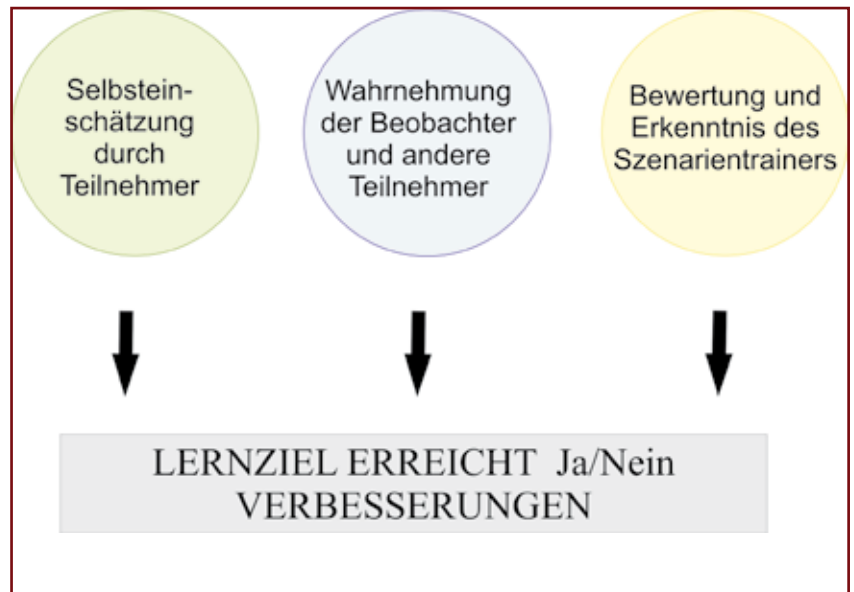 Selbstein-
schätzung
durch
Teilnehmer
Wahrnehmung
der Beobachter
und andere
Teilnehmer
Bewertung und
Erkenntnis des
Szenarientrainers
LERNZIEL ERREICHT Ja/Nein
VERBESSERUNGEN